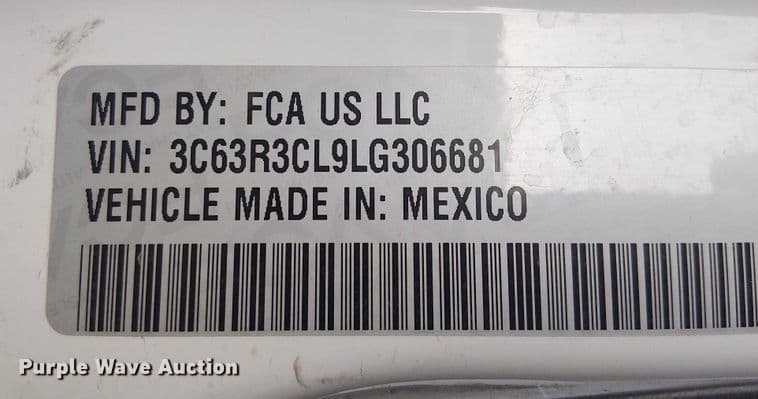 MFD BY: FCA US LLC
VIN: 3C63R3CL9LG306681
VEHICLE MADE IN: MEXICO
Purple Wave Auction